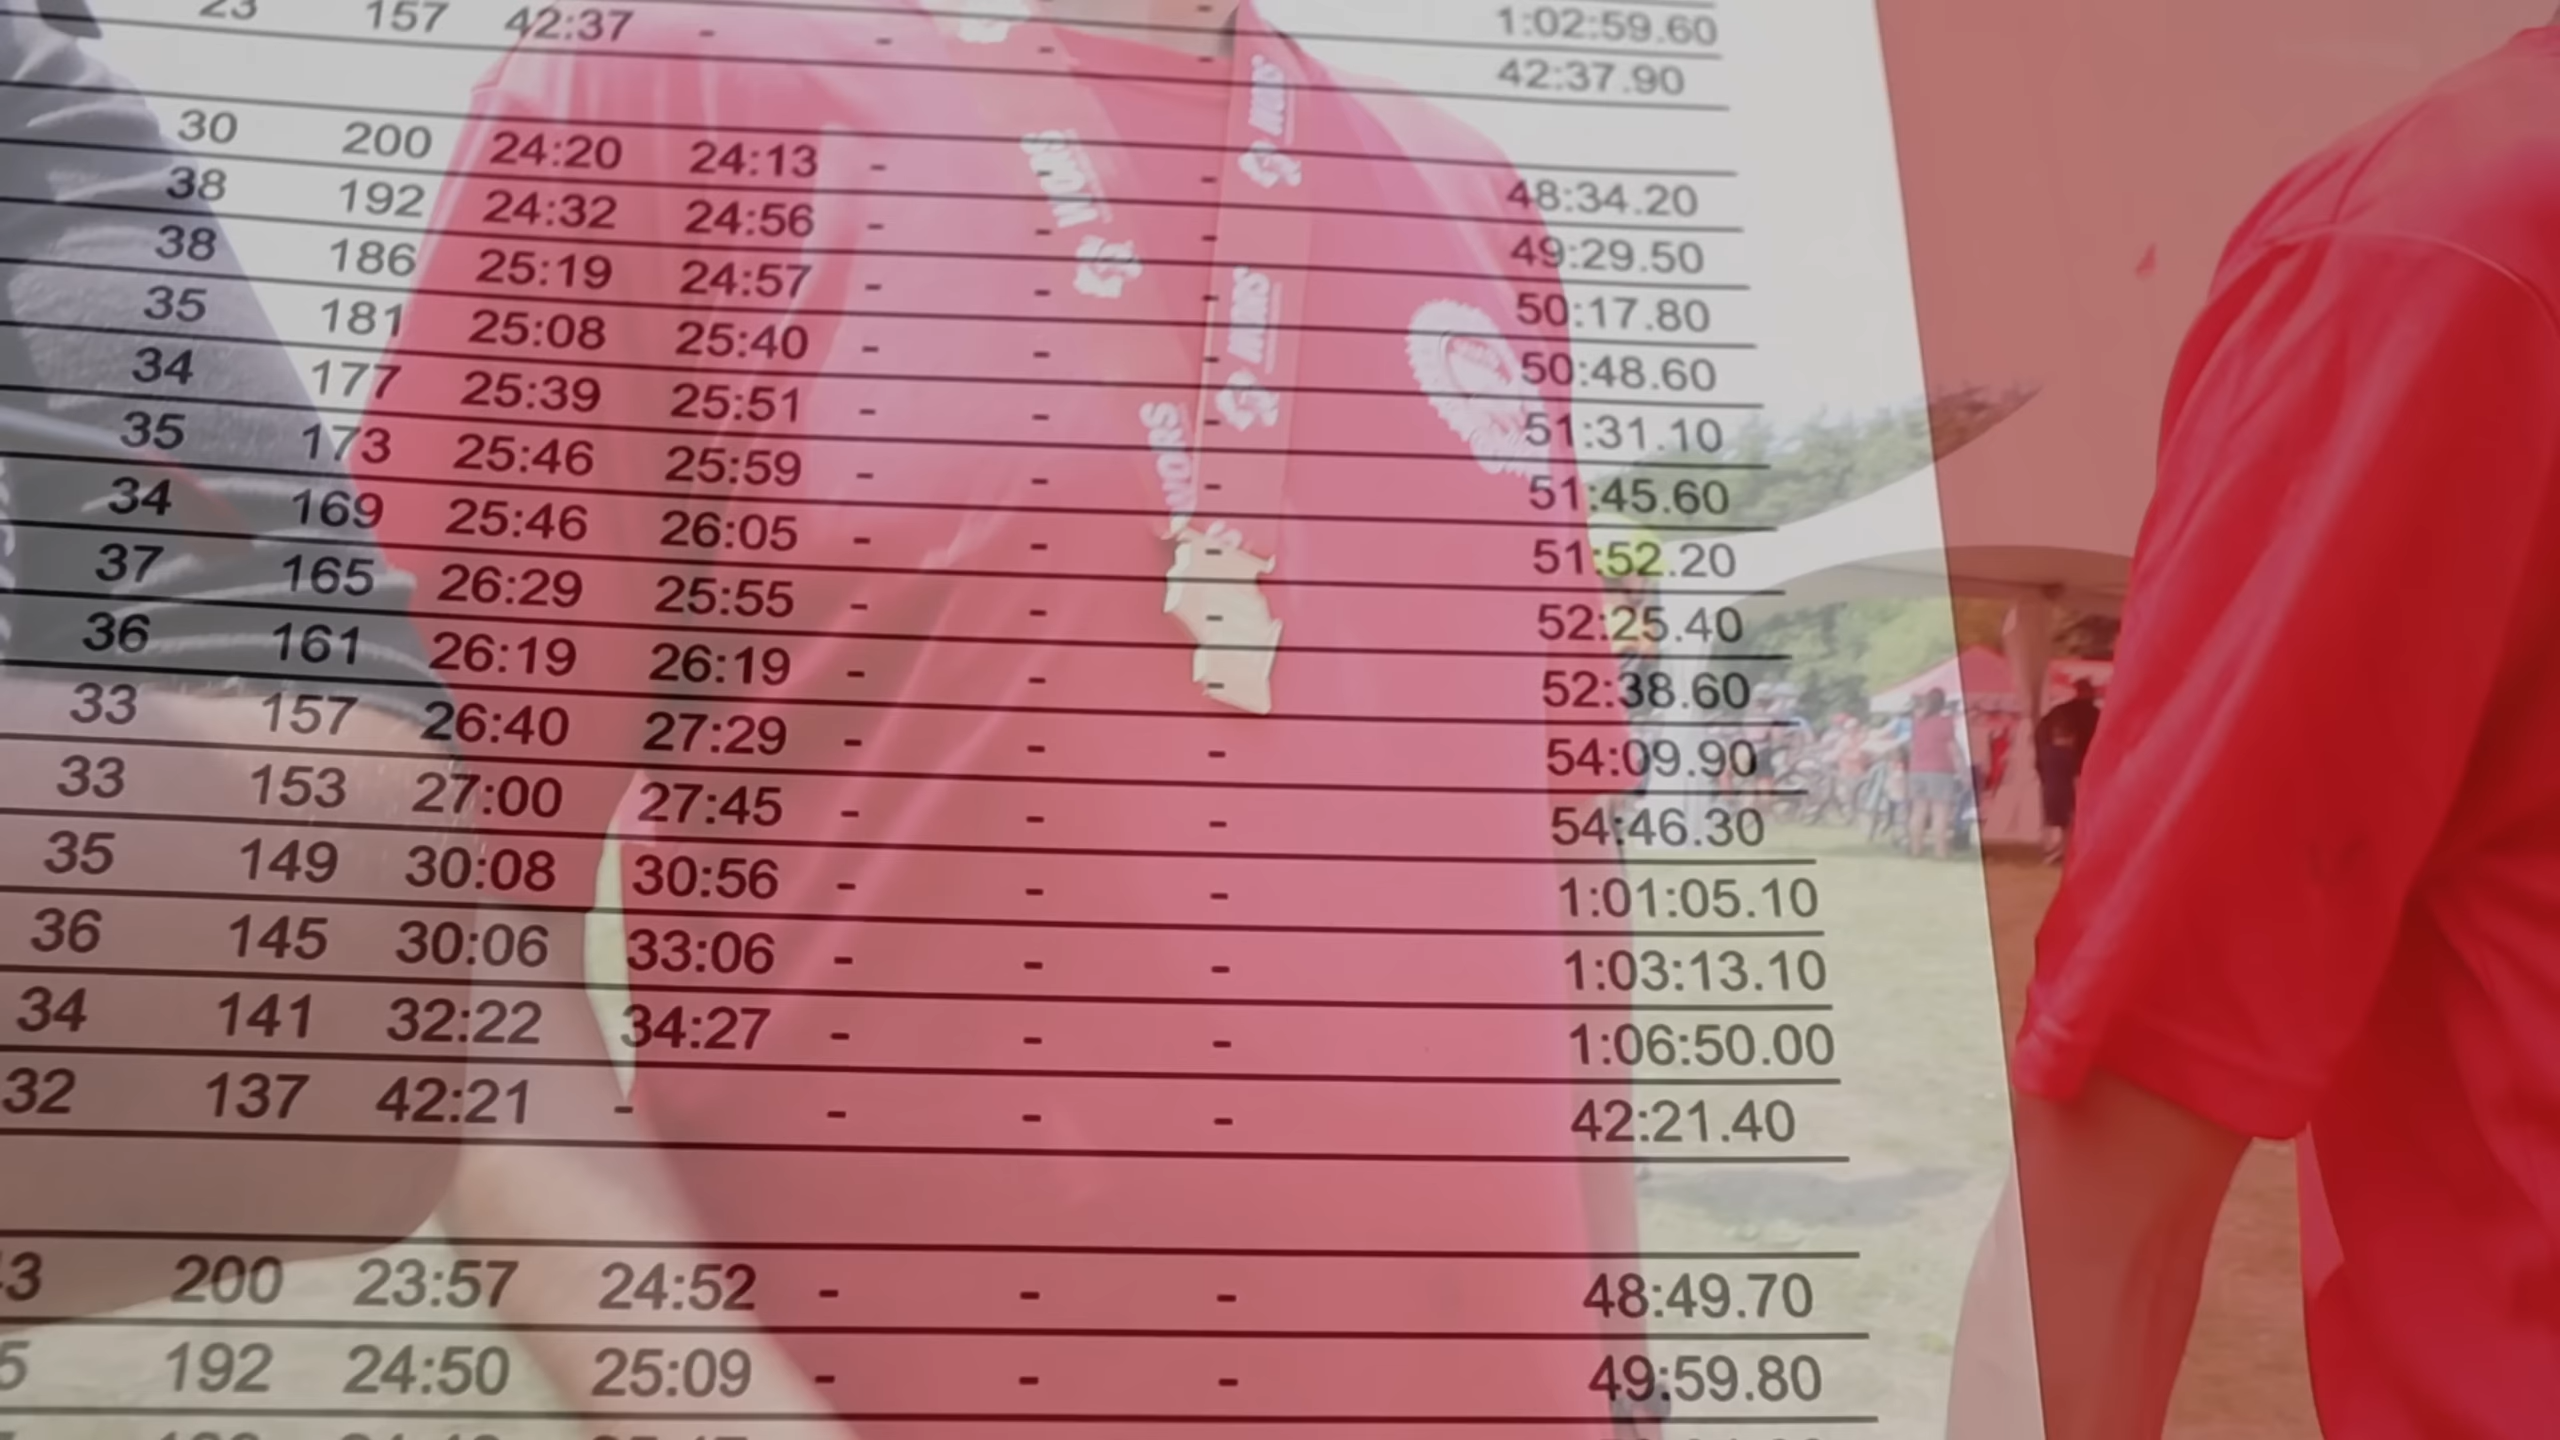 23 157 42:37 - - - - 1:02:59.60
42:37.90
30 200 24:20 24:13 - - - 48:34.20
38 192 24:32 24:56 - - - 49:29.50
38 186 25:19 24:57 - - - 50:17.80
35 181 25:08 25:40 - - - 50:48.60
34 177 25:39 25:51 - - - 51:31.10
35 173 25:46 25:59 - - - 51:45.60
34 169 25:46 26:05 - - - 51:52.20
37 165 26:29 25:55 - - - 52:25.40
36 161 26:19 26:19 - - - 52:38.60
33 157 26:40 27:29 - - - 54:09.90
33 153 27:00 27:45 - - - 54:46.30
35 149 30:08 30:56 - - - 1:01:05.10
36 145 30:06 33:06 - - - 1:03:13.10
34 141 32:22 34:27 - - - 1:06:50.00
32 137 42:21 - - - - 42:21.40
3 200 23:57 24:52 - - - 48:49.70
5 192 24:50 25:09 - - - 49:59.80
WORS
WORS
WORS
WORS